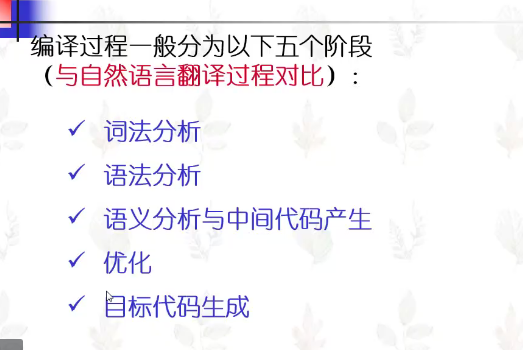 编译过程一般分为以下五个阶段
（与自然语言翻译过程对比）：
✓ 词法分析
✓ 语法分析
✓ 语义分析与中间代码产生
✓ 优化
✓ 目标代码生成